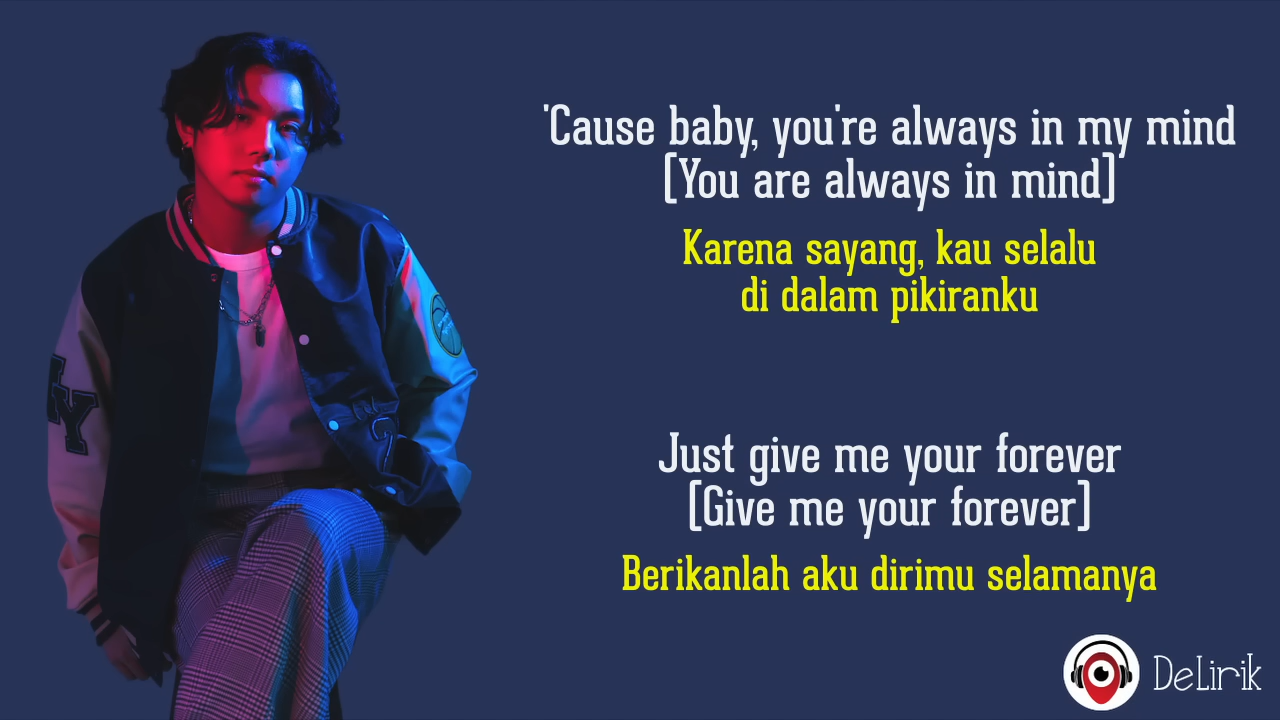 'Cause baby, you're always in my mind
[You are always in mind]
Karena sayang, kau selalu
di dalam pikiranku
Just give me your forever
[Give me your forever]
Berikanlah aku dirimu selamanya
DeLirik